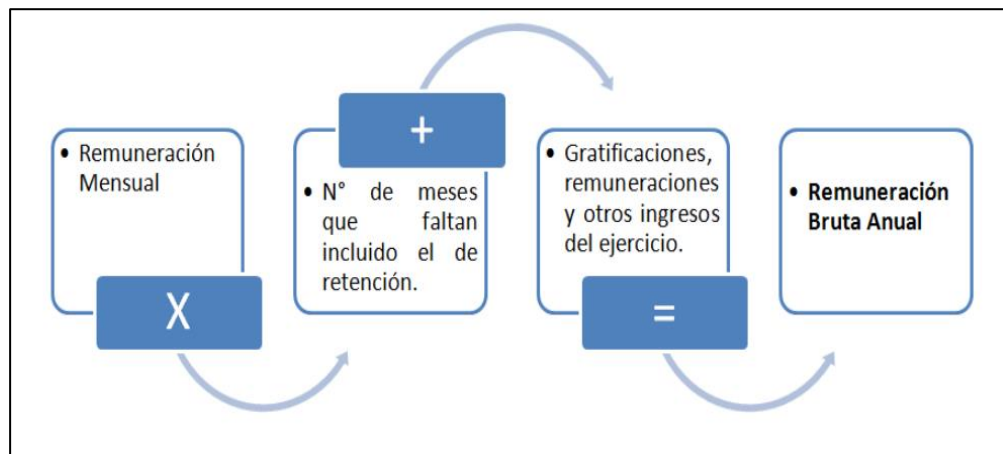 • Remuneración
Mensual
X
+
• N° de meses
que faltan
incluido el de
retención.
• Gratificaciones,
remuneraciones
y otros ingresos
del ejercicio.
=
• Remuneración
Bruta Anual